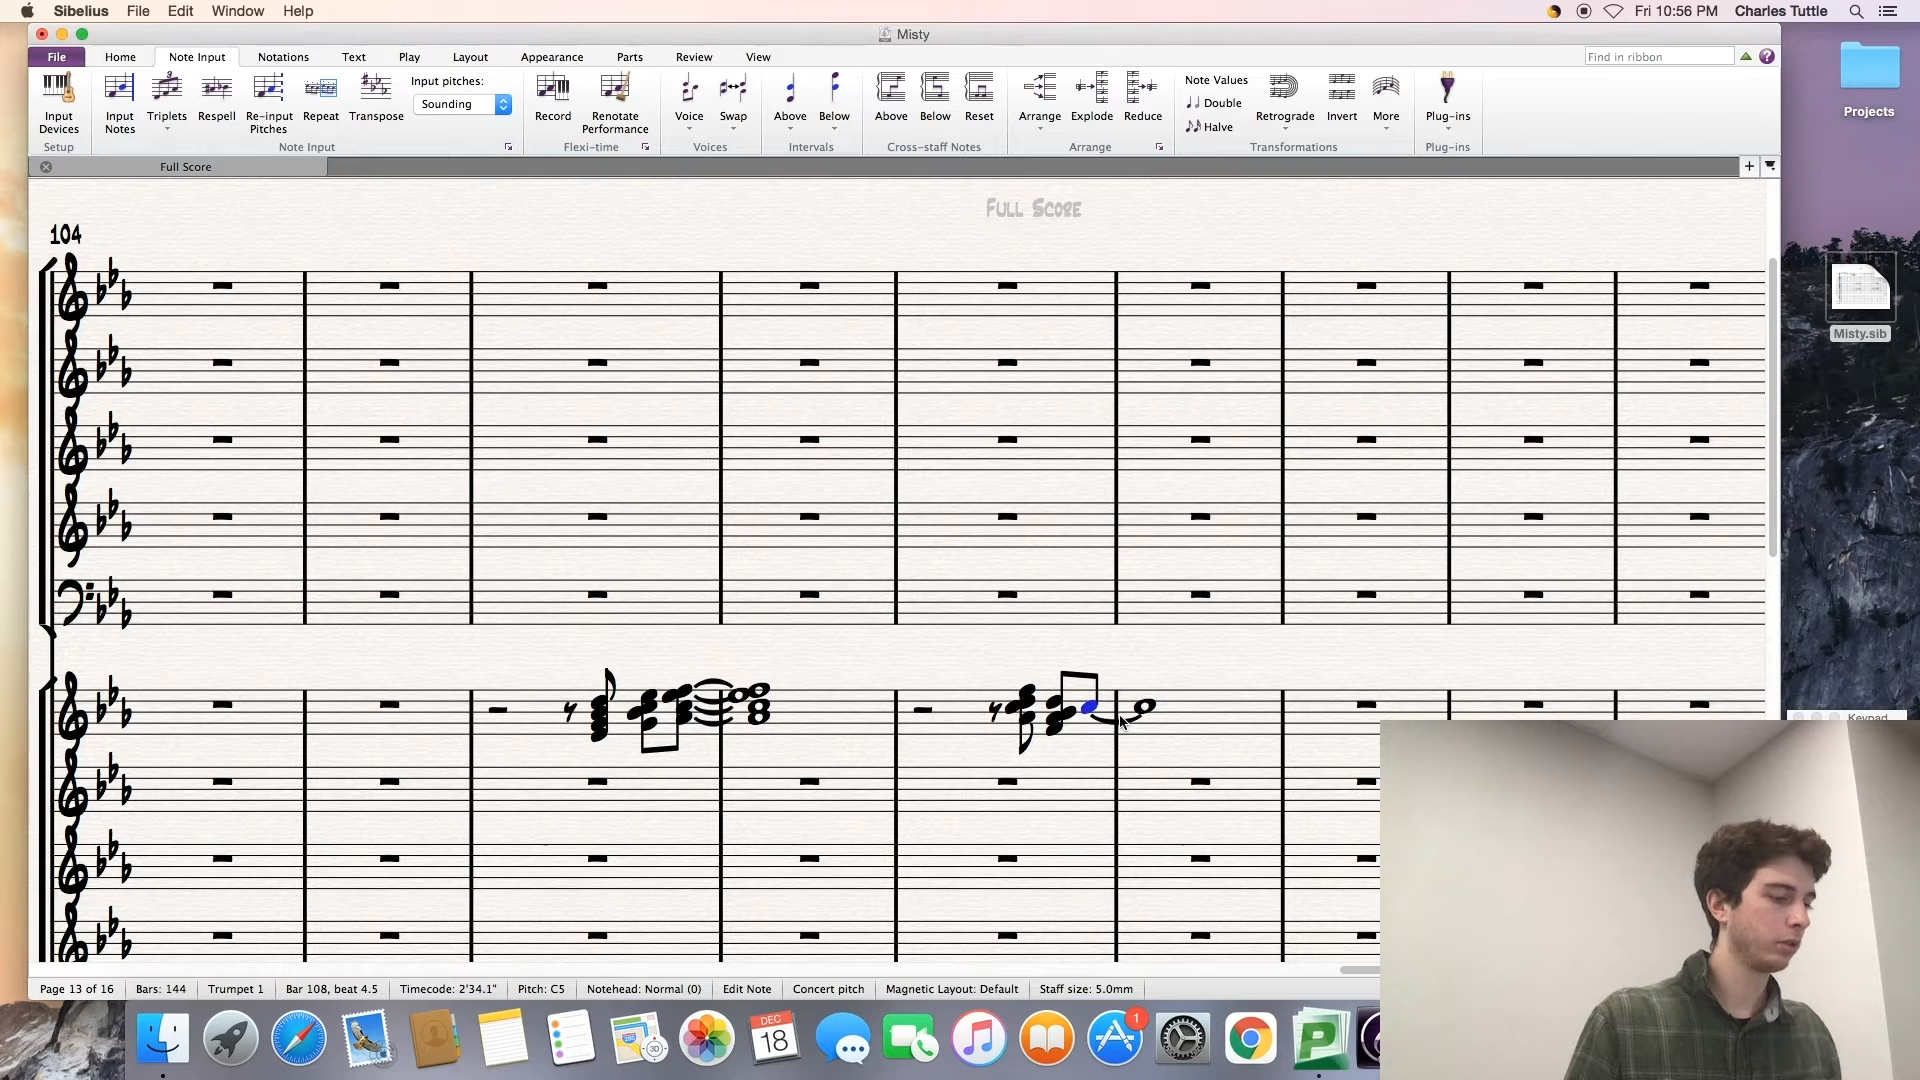 Sibelius File Edit Window Help Fri 10:56 PM Charles Tuttle
Misty
File Home Note Input Notations Text Play Layout Appearance Parts Review View Find in ribbon ?
Input Devices
Input Notes
Triplets
Respell
Re-input Pitches
Repeat
Transpose
Input pitches:
Sounding
Record
Renotate Performance
Voice
Swap
Above
Below
Above
Below
Reset
Arrange
Explode
Reduce
Note Values
Double
Halve
Retrograde
Invert
More
Plug-ins
Setup Note Input Flexi-time Voices Intervals Cross-staff Notes Arrange Transformations Plug-ins
Full Score
Projects
Misty.sib
Full Score
104
Keypad
Page 13 of 16 Bars: 144 Trumpet 1 Bar 108, beat 4.5 Timecode: 2'34.1" Pitch: C5 Notehead: Normal (0) Edit Note Concert pitch Magnetic Layout: Default Staff size: 5.0mm
DEC
18
1